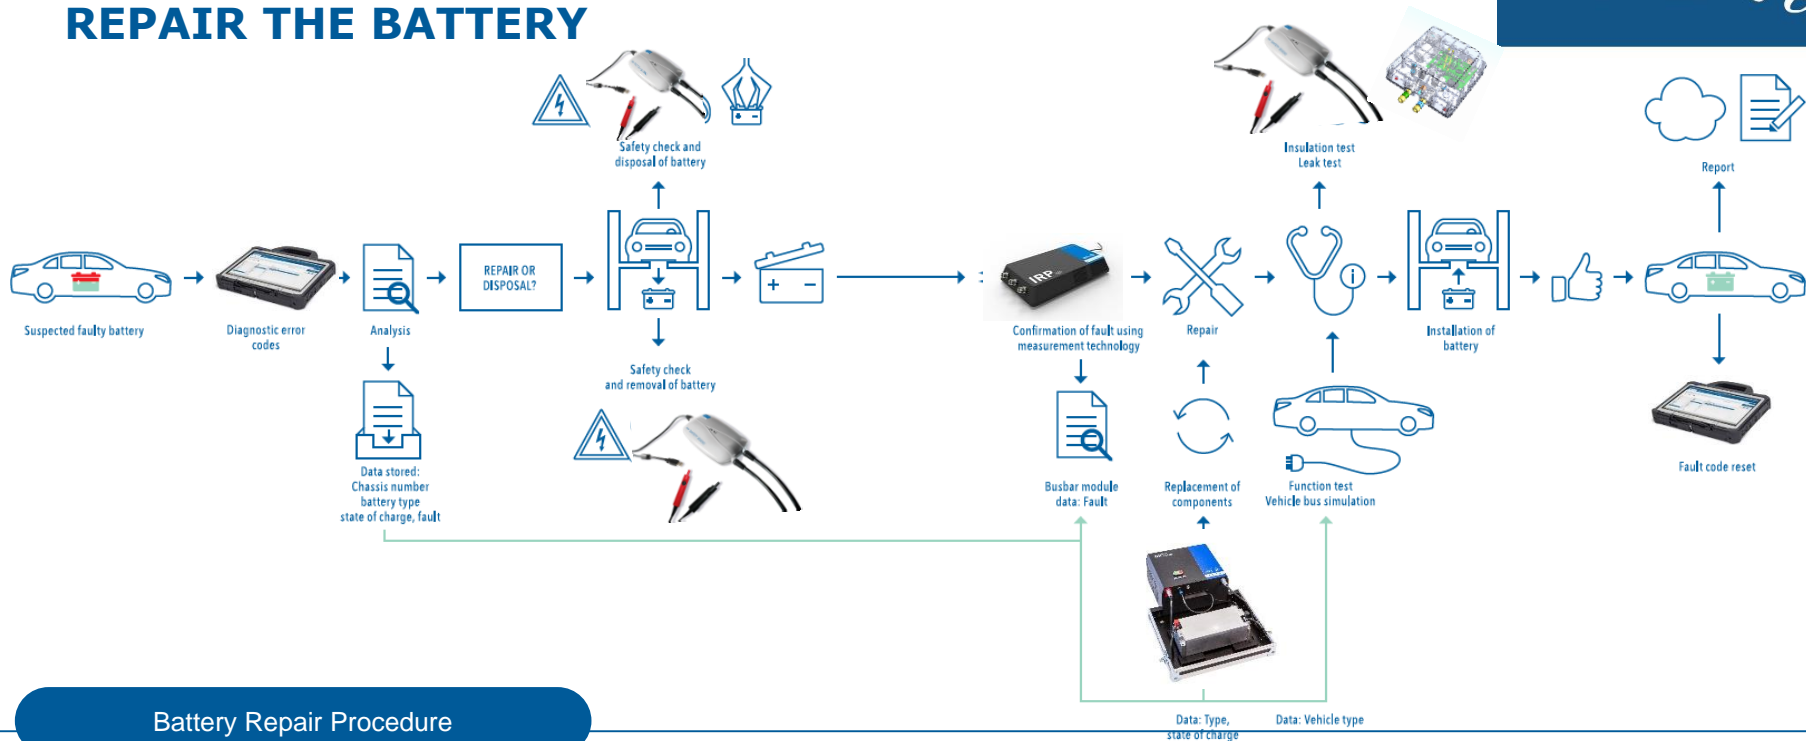 REPAIR THE BATTERY
Safety check and
disposal of battery
Insulation test
Leak test
Report
Suspected faulty battery
Diagnostic error
codes
Analysis
REPAIR OR
DISPOSAL?
+ -
IRP
Confirmation of fault using
measurement technology
Repair
Installation of
battery
Safety check
and removal of battery
Data stored:
Chassis number
battery type
state of charge, fault
Busbar module
data: Fault
Replacement of
components
Function test
Vehicle bus simulation
Fault code reset
Data: Type,
state of charge
Data: Vehicle type
Battery Repair Procedure